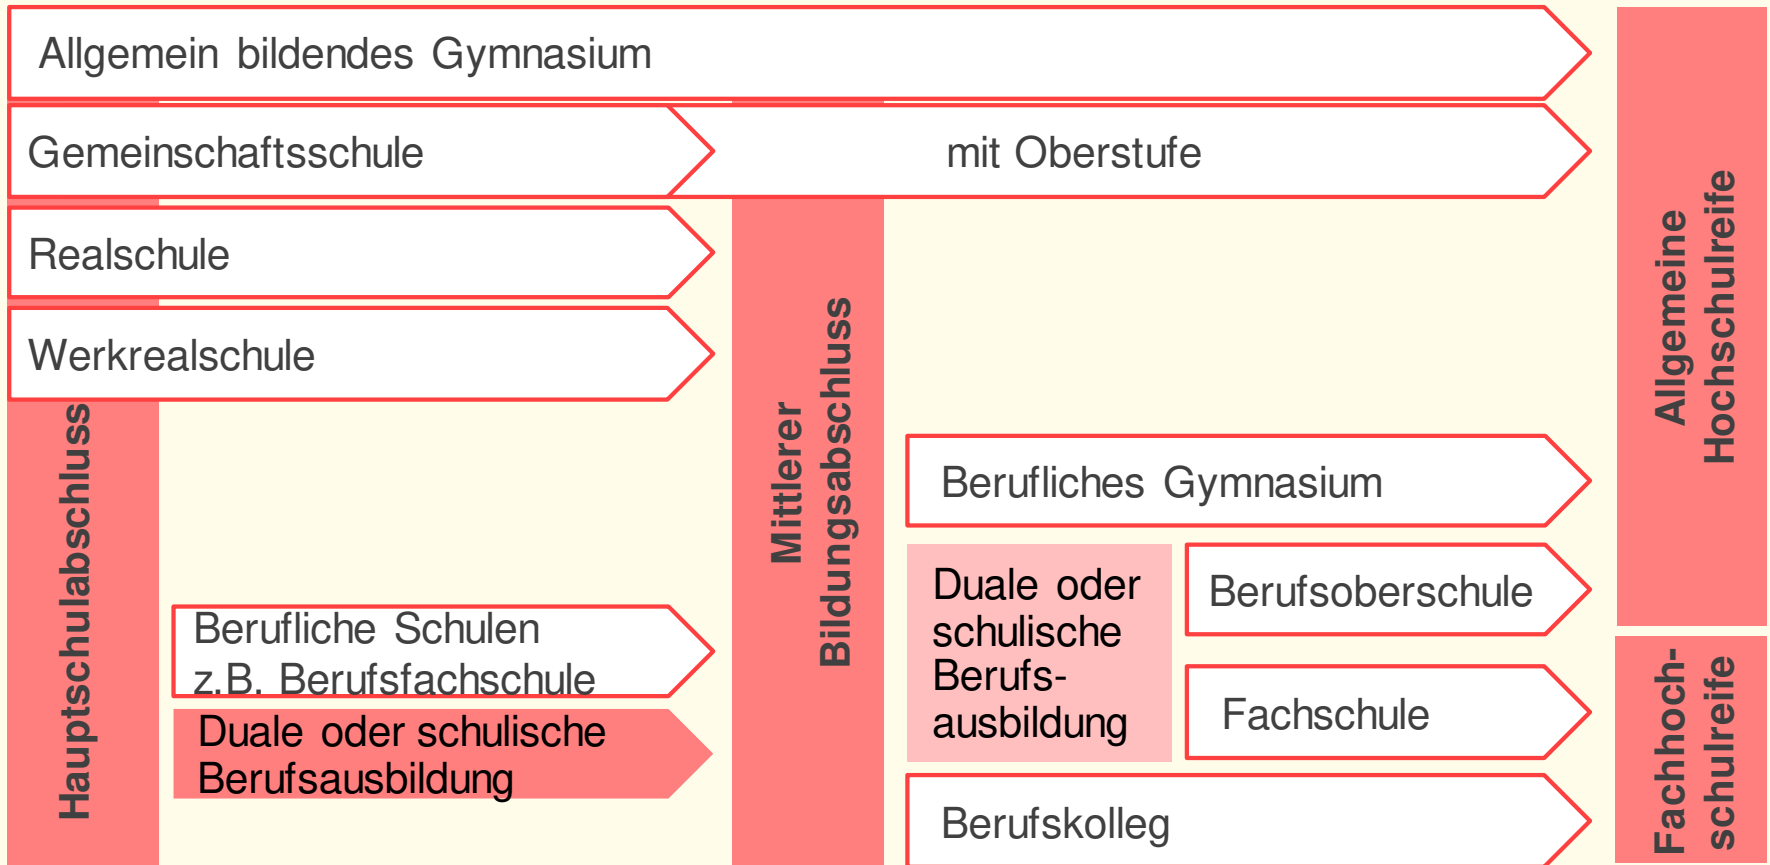 Allgemein bildendes Gymnasium
Gemeinschaftsschule
mit Oberstufe
Realschule
Werkrealschule
Hauptschulabschluss
Berufliche Schulen
z.B. Berufsfachschule
Duale oder schulische
Berufsausbildung
Mittlerer
Bildungsabschluss
Berufliches Gymnasium
Duale oder
schulische
Berufs-
ausbildung
Berufsoberschule
Fachschule
Berufskolleg
Allgemeine
Hochschulreife
Fachhoch-
schulreife